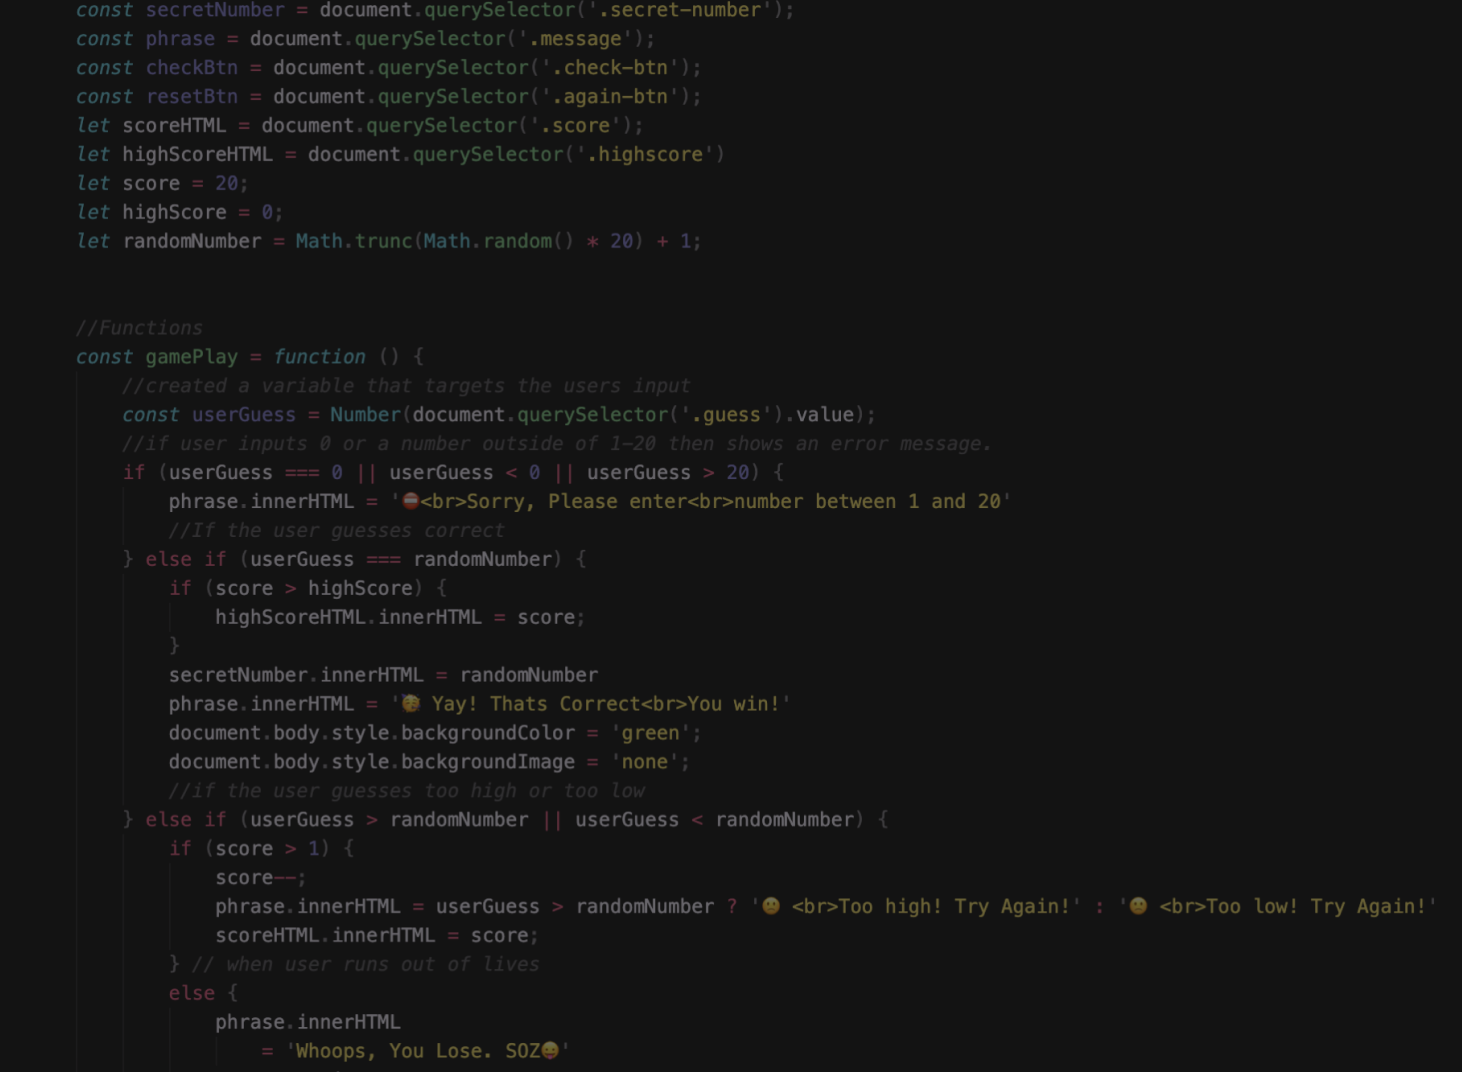 const secretNumber = document.querySelector('.secret-number');
const phrase = document.querySelector('.message');
const checkBtn = document.querySelector('.check-btn');
const resetBtn = document.querySelector('.again-btn');
let scoreHTML = document.querySelector('.score');
let highScoreHTML = document.querySelector('.highscore')
let score = 20;
let highScore = 0;
let randomNumber = Math.trunc(Math.random() * 20) + 1;
//Functions
const gamePlay = function () {
//created a variable that targets the users input
const userGuess = Number(document.querySelector('.guess').value);
//if user inputs 0 or a number outside of 1-20 then shows an error message.
if (userGuess === 0 || userGuess < 0 || userGuess > 20) {
phrase.innerHTML = '⛔<br>Sorry, Please enter<br>number between 1 and 20'
//If the user guesses correct
} else if (userGuess === randomNumber) {
if (score > highScore) {
highScoreHTML.innerHTML = score;
}
secretNumber.innerHTML = randomNumber
phrase.innerHTML = '🥳 Yay! Thats Correct<br>You win!'
document.body.style.backgroundColor = 'green';
document.body.style.backgroundImage = 'none';
//if the user guesses too high or too low
} else if (userGuess > randomNumber || userGuess < randomNumber) {
if (score > 1) {
score--;
phrase.innerHTML = userGuess > randomNumber ? '🙁 <br>Too high! Try Again!' : '🙁 <br>Too low! Try Again!'
scoreHTML.innerHTML = score;
} // when user runs out of lives
else {
phrase.innerHTML
= 'Whoops, You Lose. SOZ😝'